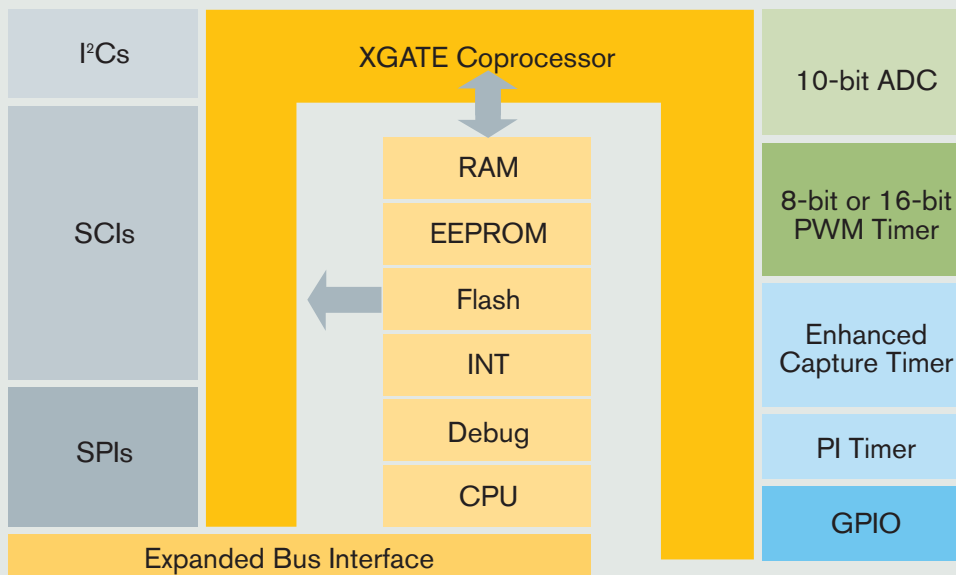 I²Cs
SCIs
SPIs
XGATE Coprocessor
RAM
EEPROM
Flash
INT
Debug
CPU
Expanded Bus Interface
10-bit ADC
8-bit or 16-bit
PWM Timer
Enhanced
Capture Timer
PI Timer
GPIO